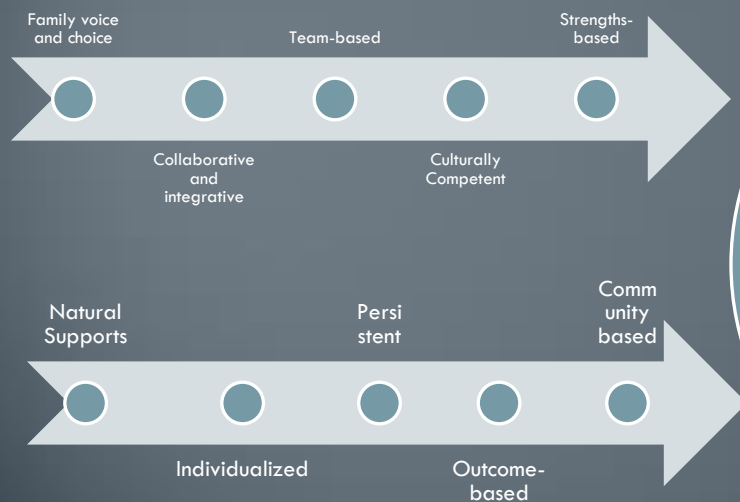 Family voice
and choice
Collaborative
and
integrative
Team-based
Culturally
Competent
Strengths-
based
Natural
Supports
Individualized
Persi
stent
Outcome-
based
Comm
unity
based